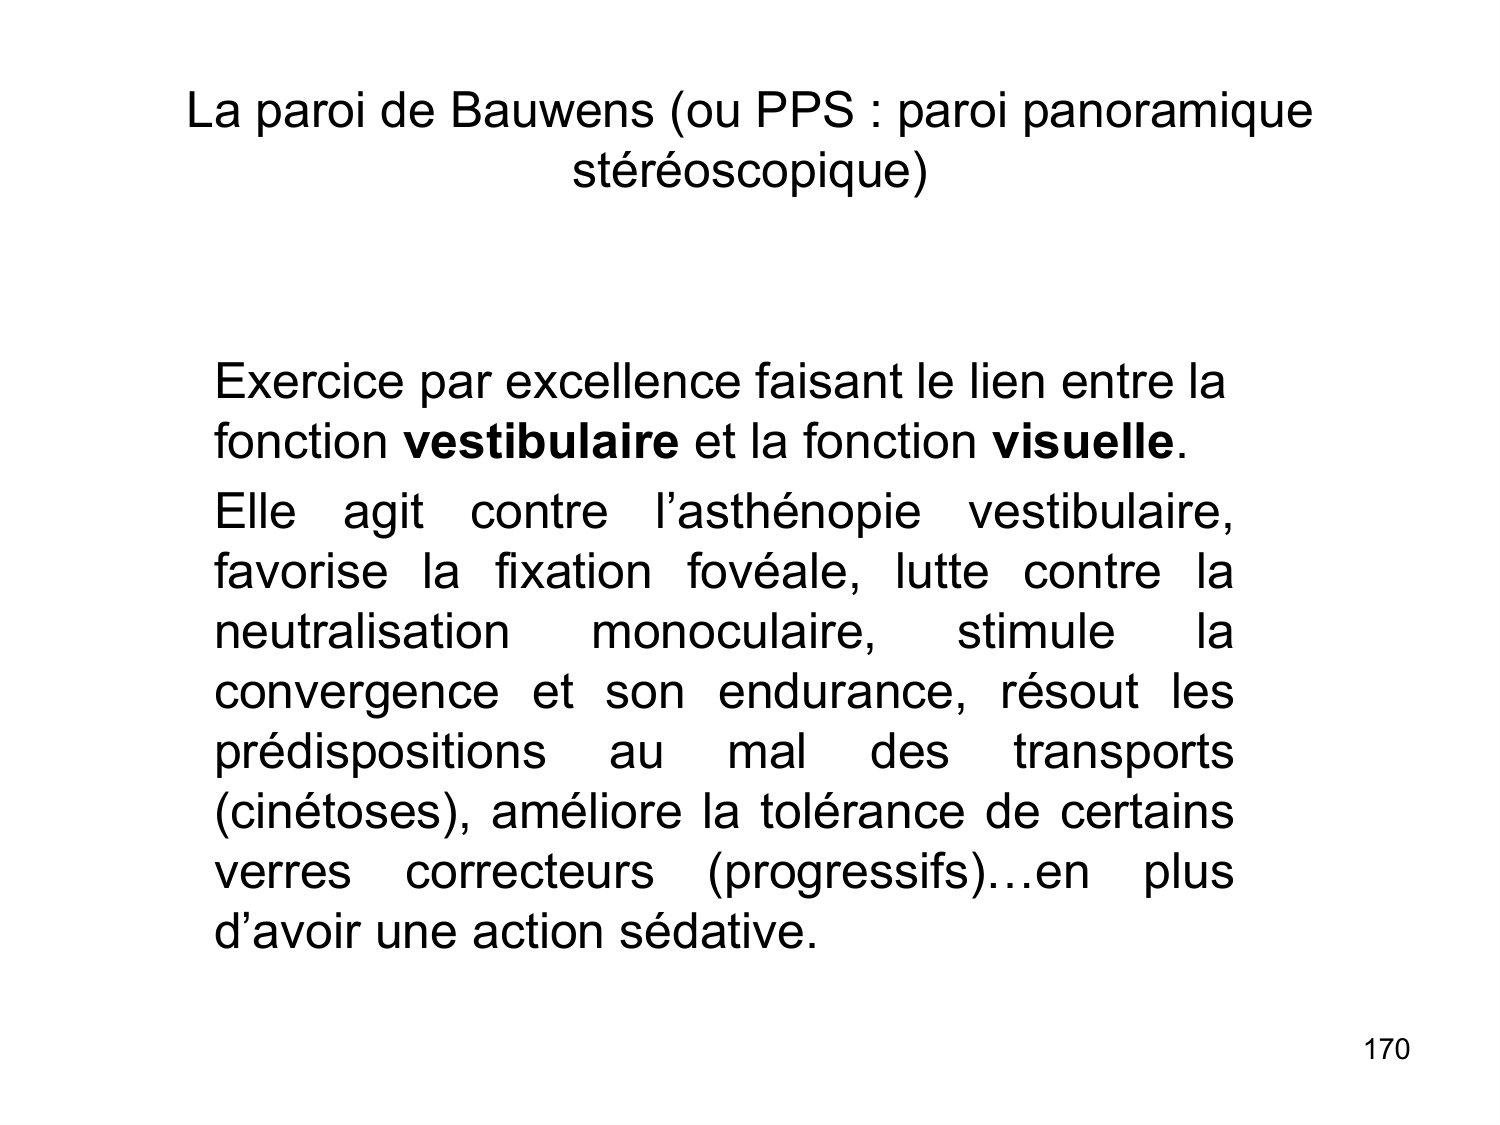 La paroi de Bauwens (ou PPS : paroi panoramique
stéréoscopique)
Exercice par excellence faisant le lien entre la
fonction vestibulaire et la fonction visuelle.
Elle agit contre l’asthénopie vestibulaire,
favorise la fixation fovéale, lutte contre la
neutralisation monoculaire, stimule la
convergence et son endurance, résout les
prédispositions au mal des transports
(cinétoses), améliore la tolérance de certains
verres correcteurs (progressifs)…en plus
d’avoir une action sédative.
170